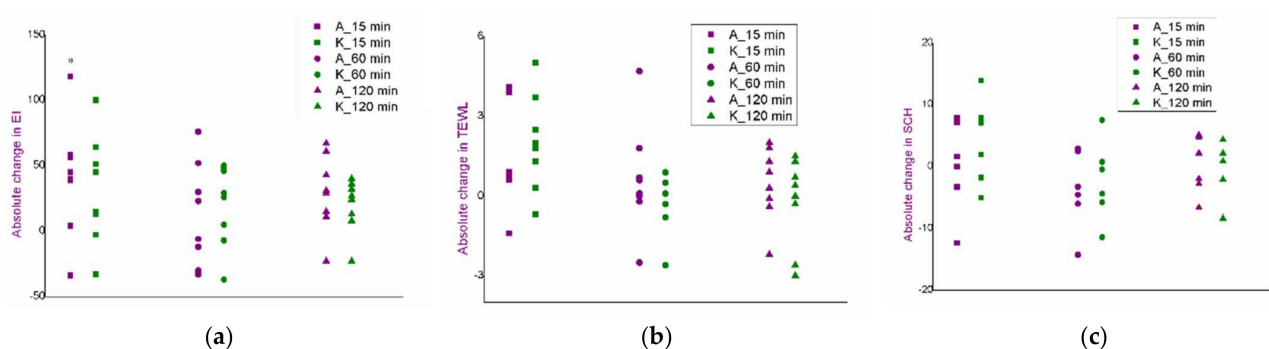 150
100
50
0
-50
Absolute change in EI
*
A_15 min
K_15 min
A_60 min
K_60 min
A_120 min
K_120 min
(a)
6
3
0
-3
Absolute change in TEWL
A_15 min
K_15 min
A_60 min
K_60 min
A_120 min
K_120 min
(b)
20
10
0
-10
-20
Absolute change in SCH
A_15 min
K_15 min
A_60 min
K_60 min
A_120 min
K_120 min
(c)